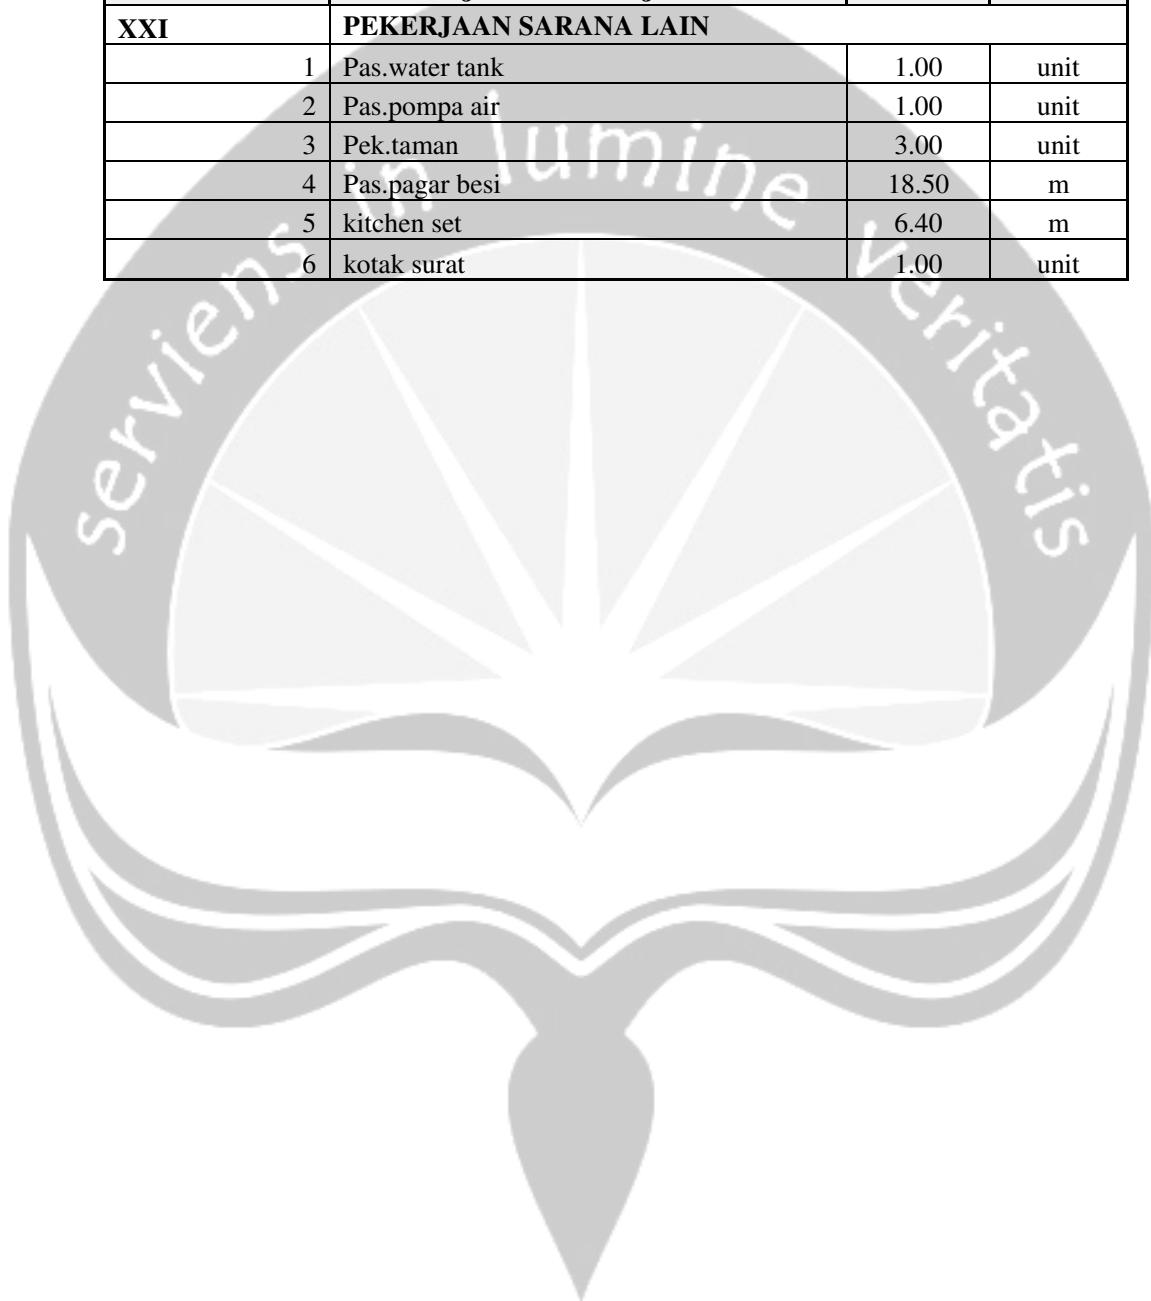 XXI PEKERJAAN SARANA LAIN
1 Pas.water tank 1.00 unit
2 Pas.pompa air 1.00 unit
3 Pek.taman 3.00 unit
4 Pas.pagar besi 18.50 m
5 kitchen set 6.40 m
6 kotak surat 1.00 unit
serviens in lumine veritatis